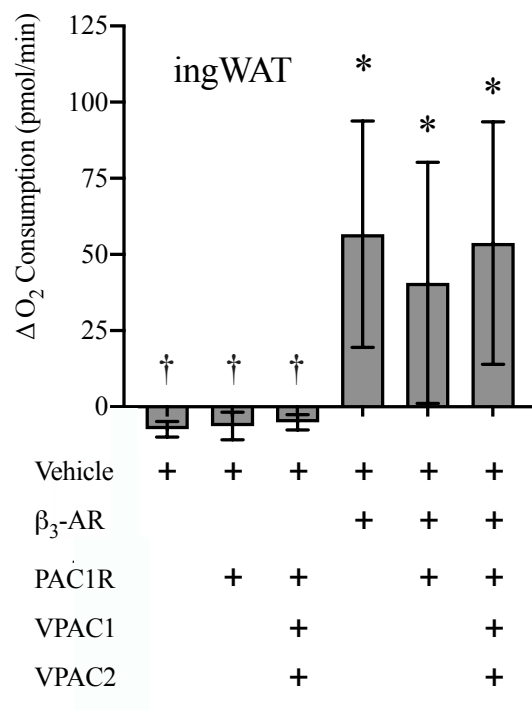 125
ingWAT
* * *
100
75
50
25
† † †
0
Δ O₂ Consumption (pmol/min)
Vehicle + + + + + +
β₃-AR + + +
PAC1R + + + +
VPAC1 + +
VPAC2 + +